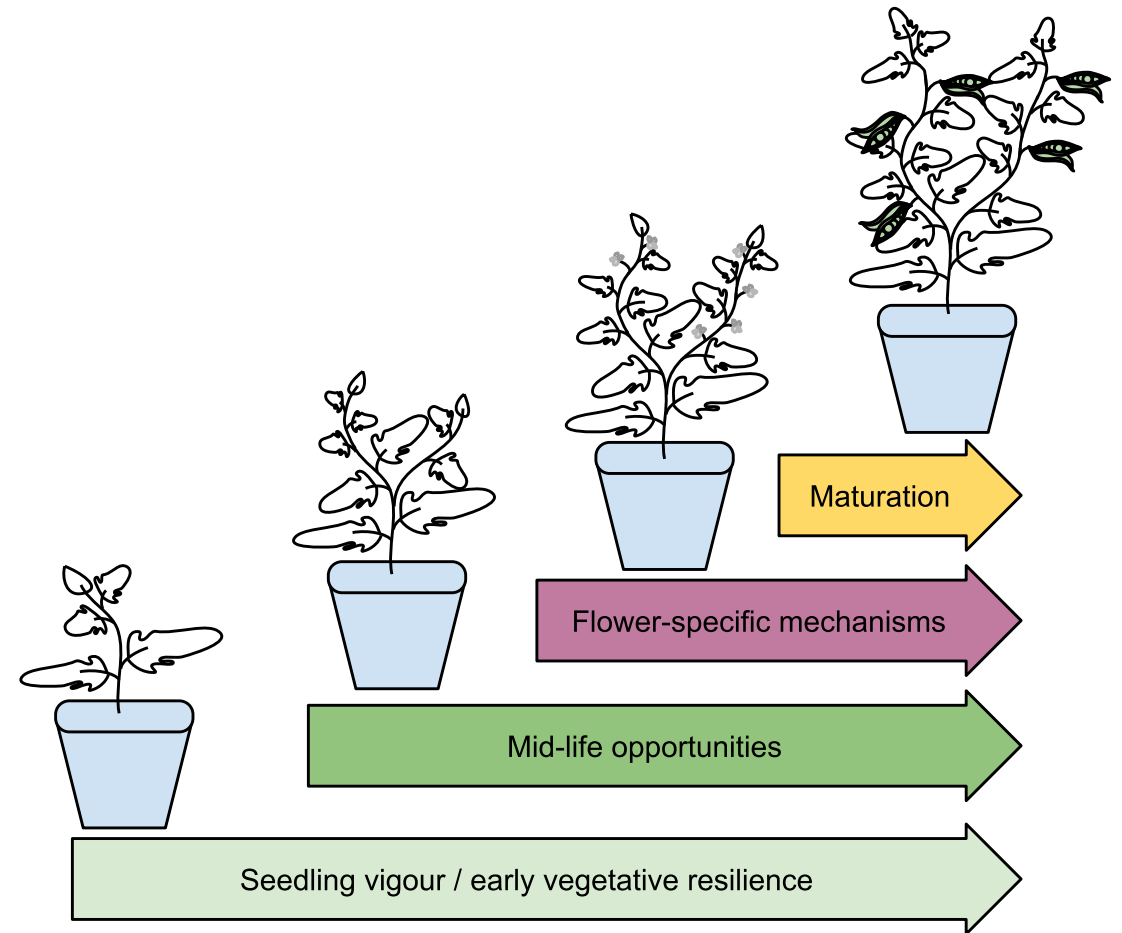 Maturation
Flower-specific mechanisms
Mid-life opportunities
Seedling vigour / early vegetative resilience